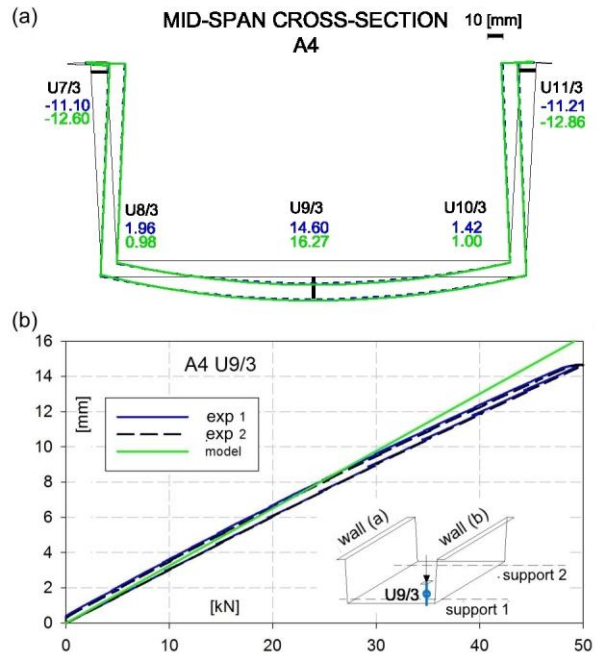 (a)
MID-SPAN CROSS-SECTION
A4
10 [mm]
U7/3
-11.10
-12.60
U11/3
-11.21
-12.86
U8/3
1.96
0.98
U9/3
14.60
16.27
U10/3
1.42
1.00
(b)
16
14
12
10
8
6
4
2
0
[mm]
A4 U9/3
exp 1
exp 2
model
wall (a)
wall (b)
support 2
U9/3
support 1
[kN]
0
10
20
30
40
50